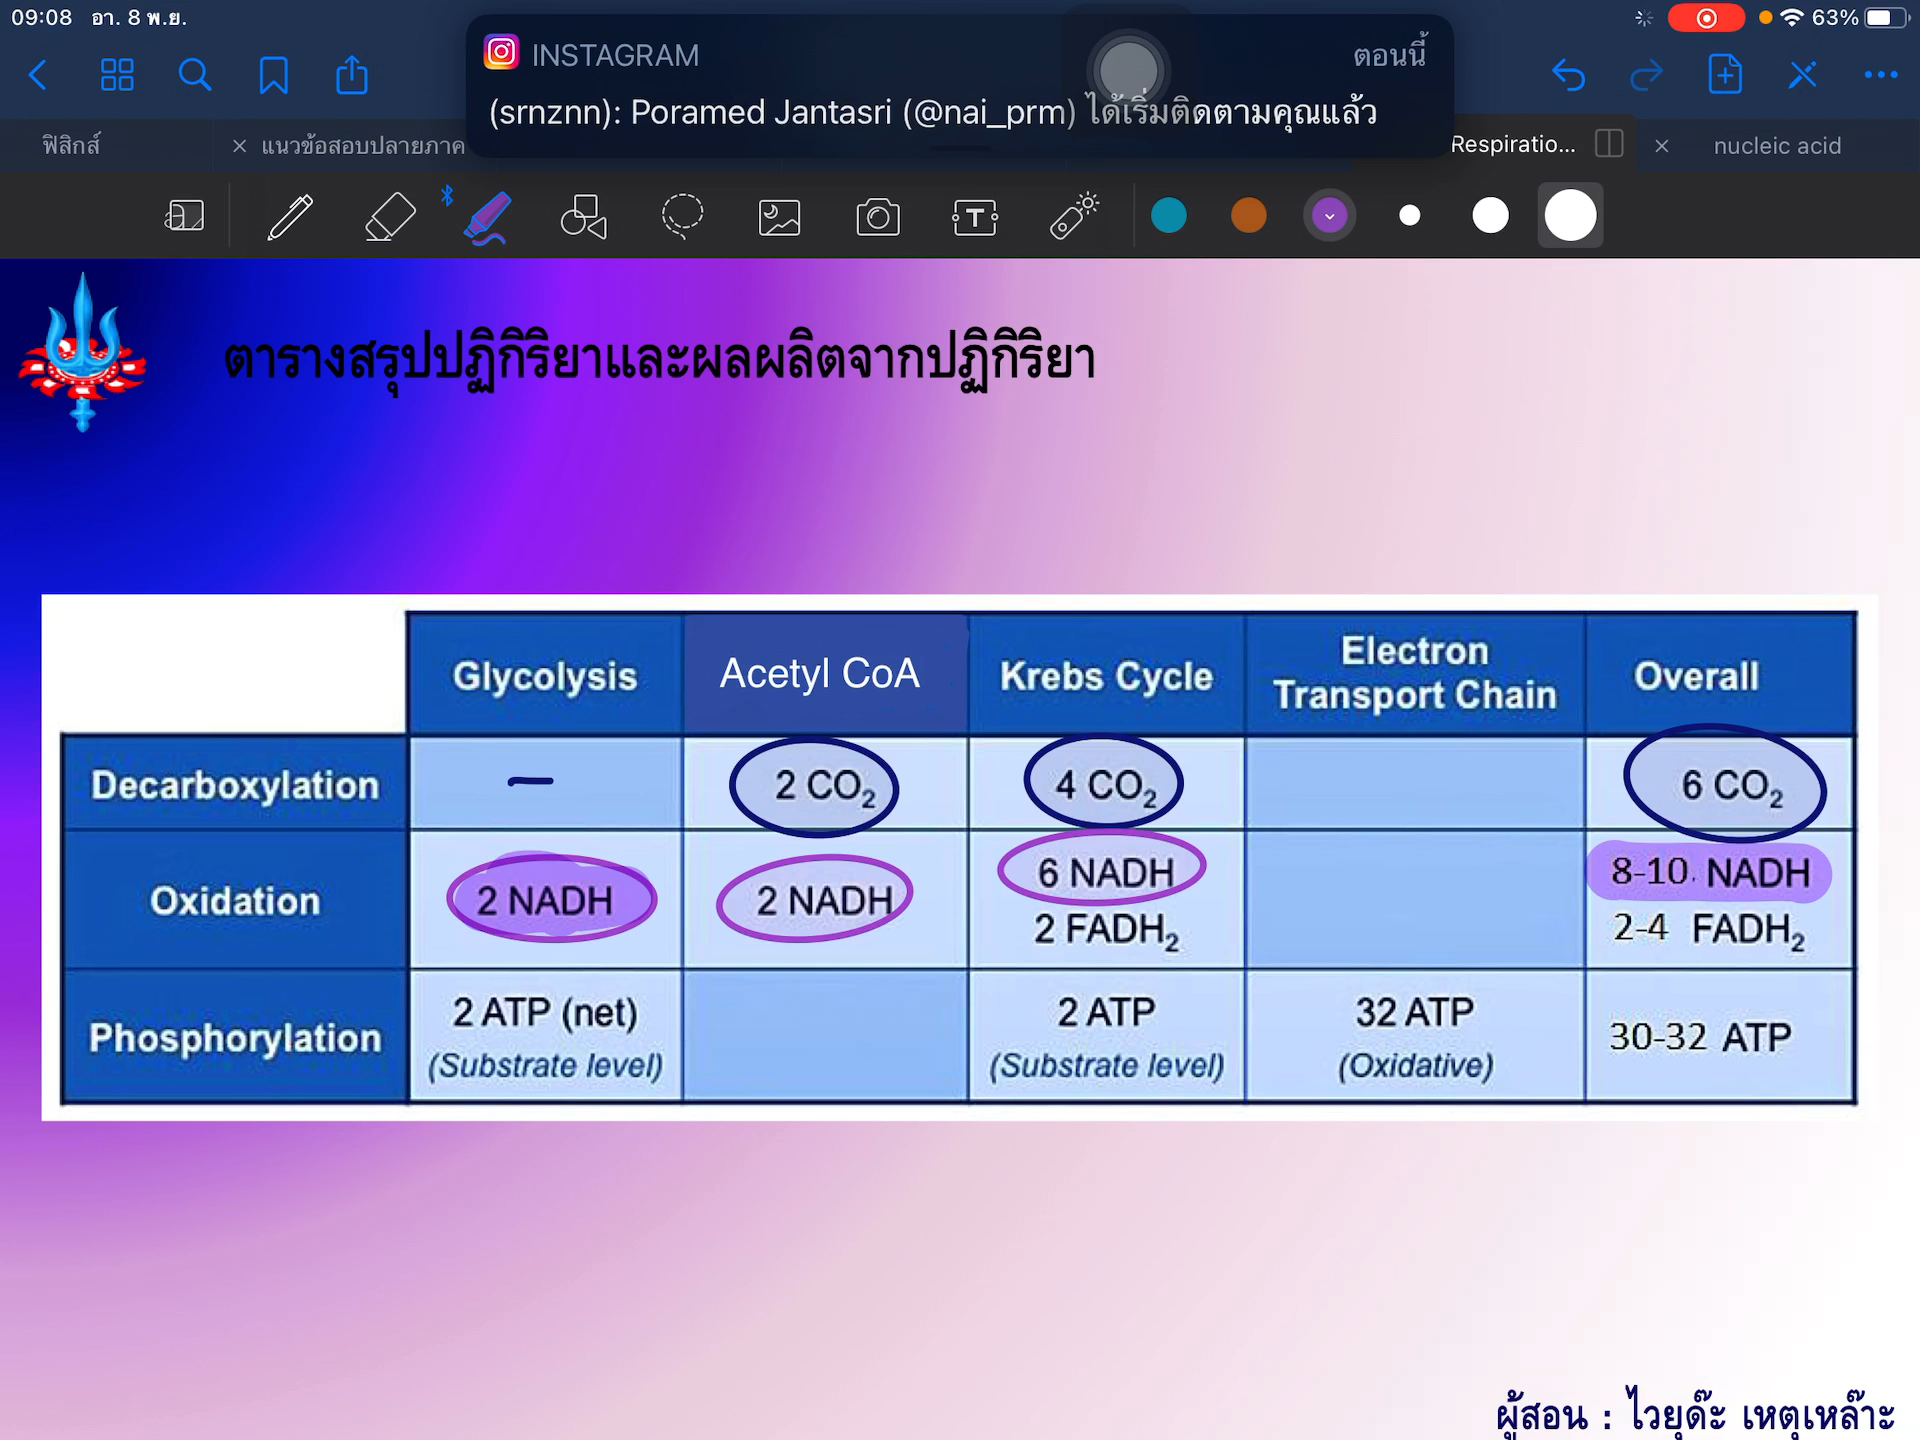 09:08 อา. 8 พ.ย.
63%
INSTAGRAM
ตอนนี้
(srnznn): Poramed Jantasri (@nai_prm) ได้เริ่มติดตามคุณแล้ว
ฟิสิกส์
แนวข้อสอบปลายภาค
Respiratio...
nucleic acid
ตารางสรุปปฏิกิริยาและผลผลิตจากปฏิกิริยา
Glycolysis
Acetyl CoA
Krebs Cycle
Electron
Transport Chain
Overall
Decarboxylation
2 CO₂
4 CO₂
6 CO₂
Oxidation
2 NADH
2 NADH
6 NADH
2 FADH₂
8-10. NADH
2-4 FADH₂
Phosphorylation
2 ATP (net)
(Substrate level)
2 ATP
(Substrate level)
32 ATP
(Oxidative)
30-32 ATP
ผู้สอน : ไวยุด๊ะ เหตุเหล๊าะ